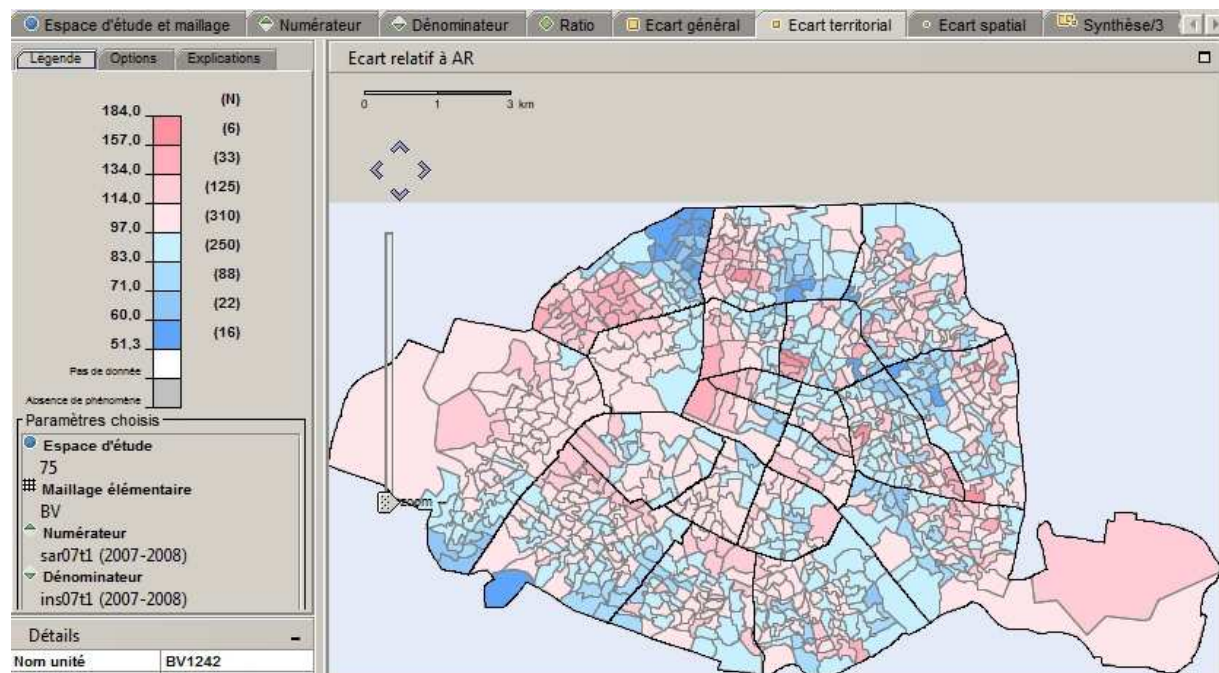 Espace d'étude et maillage Numérateur Dénominateur Ratio Ecart général Ecart territorial Ecart spatial Synthèse/3
Légende Options Explications
Ecart relatif à AR
0 1 3 km
(N)
184,0
(6)
157,0
(33)
134,0
(125)
114,0
(310)
97,0
(250)
83,0
(88)
71,0
(22)
60,0
(16)
51,3
Pas de donnée
Absence de phénomène
Paramètres choisis
Espace d'étude
75
Maillage élémentaire
BV
Numérateur
sar07t1 (2007-2008)
Dénominateur
ins07t1 (2007-2008)
zoom
Détails
Nom unité BV1242